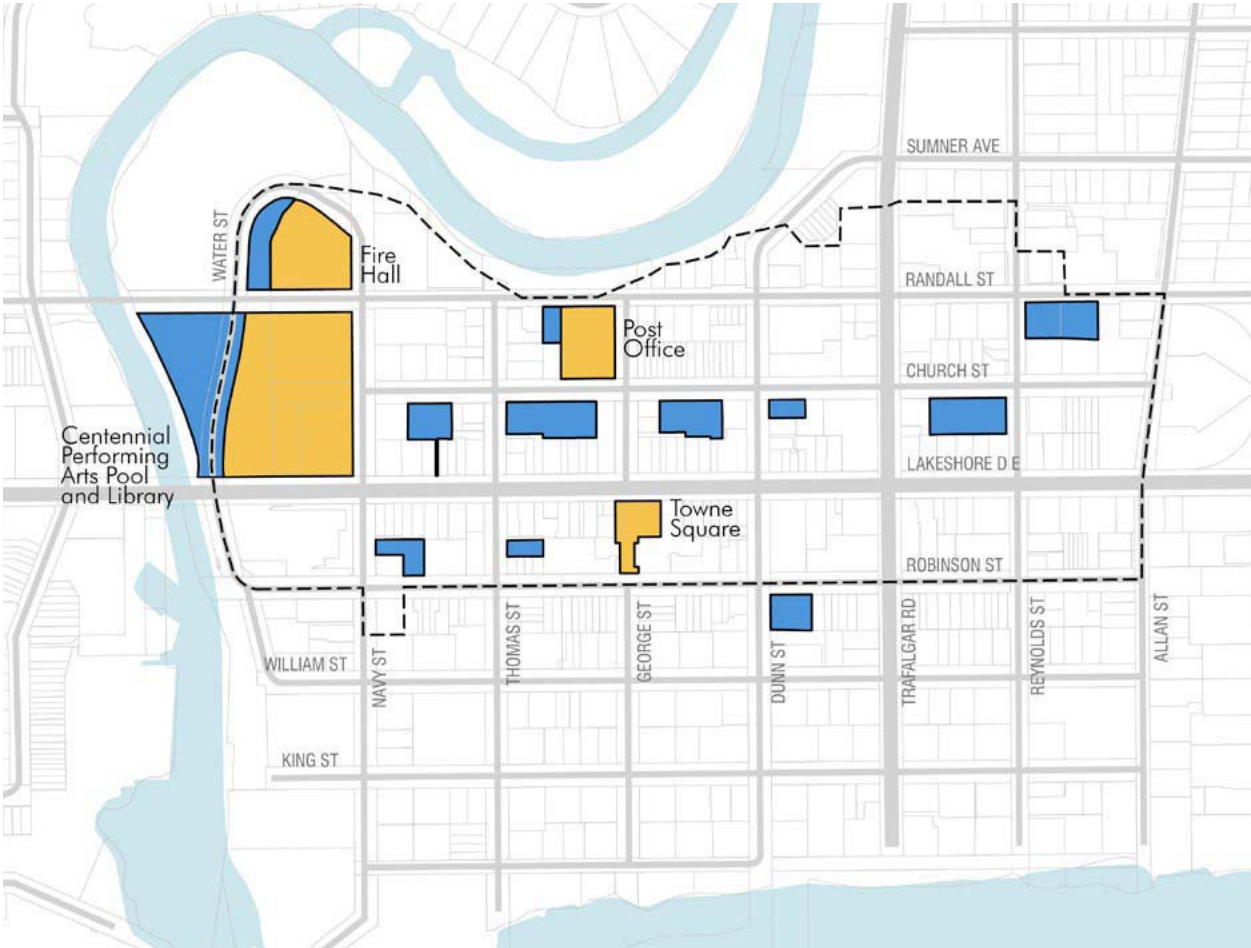 SUMNER AVE
WATER ST
Fire
Hall
RANDALL ST
Post
Office
CHURCH ST
Centennial
Performing
Arts Pool
and Library
LAKESHORE D E
Towne
Square
ROBINSON ST
WILLIAM ST
NAVY ST
THOMAS ST
GEORGE ST
DUNN ST
TRAFALGAR RD
REYNOLDS ST
ALLAN ST
KING ST